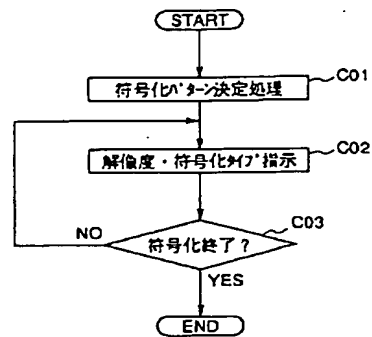 START
符号化パターン決定処理
C01
解像度・符号化タイプ指示
C02
符号化終了?
C03
NO
YES
END